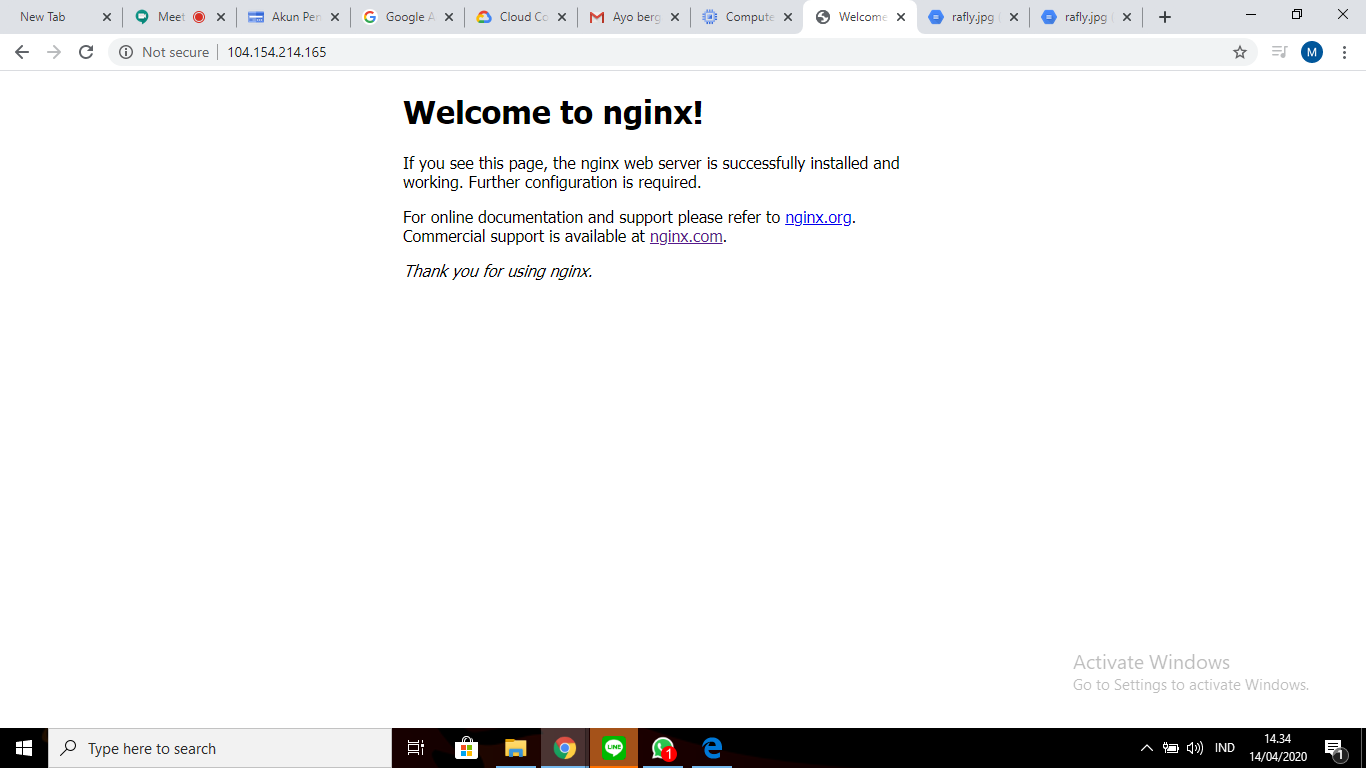 New Tab
Meet
Akun Per
Google A
Cloud Co
Ayo berg
Compute
Welcome
rafly.jpg
rafly.jpg
Not secure
104.154.214.165
M
Welcome to nginx!
If you see this page, the nginx web server is successfully installed and
working. Further configuration is required.
For online documentation and support please refer to nginx.org.
Commercial support is available at nginx.com.
Thank you for using nginx.
Activate Windows
Go to Settings to activate Windows.
Type here to search
LINE
1
IND
14.34
14/04/2020
1